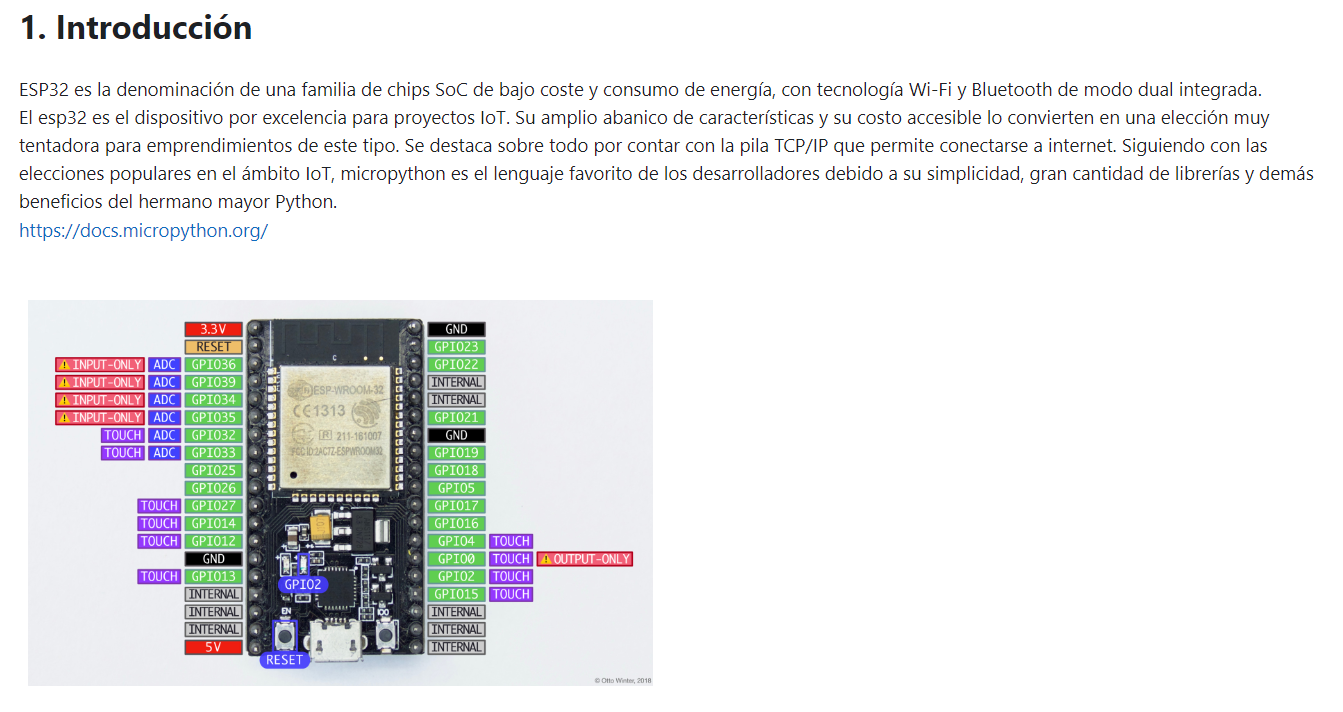 1. Introducción
ESP32 es la denominación de una familia de chips SoC de bajo coste y consumo de energía, con tecnología Wi-Fi y Bluetooth de modo dual integrada.
El esp32 es el dispositivo por excelencia para proyectos IoT. Su amplio abanico de características y su costo accesible lo convierten en una elección muy
tentadora para emprendimientos de este tipo. Se destaca sobre todo por contar con la pila TCP/IP que permite conectarse a internet. Siguiendo con las
elecciones populares en el ámbito IoT, micropython es el lenguaje favorito de los desarrolladores debido a su simplicidad, gran cantidad de librerías y demás
beneficios del hermano mayor Python.
https://docs.micropython.org/
3.3V GND
RESET GPIO23
INPUT-ONLY ADC GPIO36 GPIO22
INPUT-ONLY ADC GPIO39 INTERNAL
INPUT-ONLY ADC GPIO34 INTERNAL
INPUT-ONLY ADC GPIO35 GPIO21
TOUCH ADC GPIO32 GND
TOUCH ADC GPIO33 GPIO19
GPIO25 GPIO18
GPIO26 GPIO5
TOUCH GPIO27 GPIO17
TOUCH GPIO14 GPIO16
TOUCH GPIO12 GPIO4 TOUCH
GND GPIO0 TOUCH OUTPUT-ONLY
TOUCH GPIO13 GPIO2 TOUCH
INTERNAL GPIO15 TOUCH
INTERNAL INTERNAL
INTERNAL INTERNAL
5V INTERNAL
ESP-WROOM-32
CE1313
R 211-161007
FCC ID:2AC7Z-ESPWROOM32
GPIO2
EN
RESET
© Otto Winter, 2018